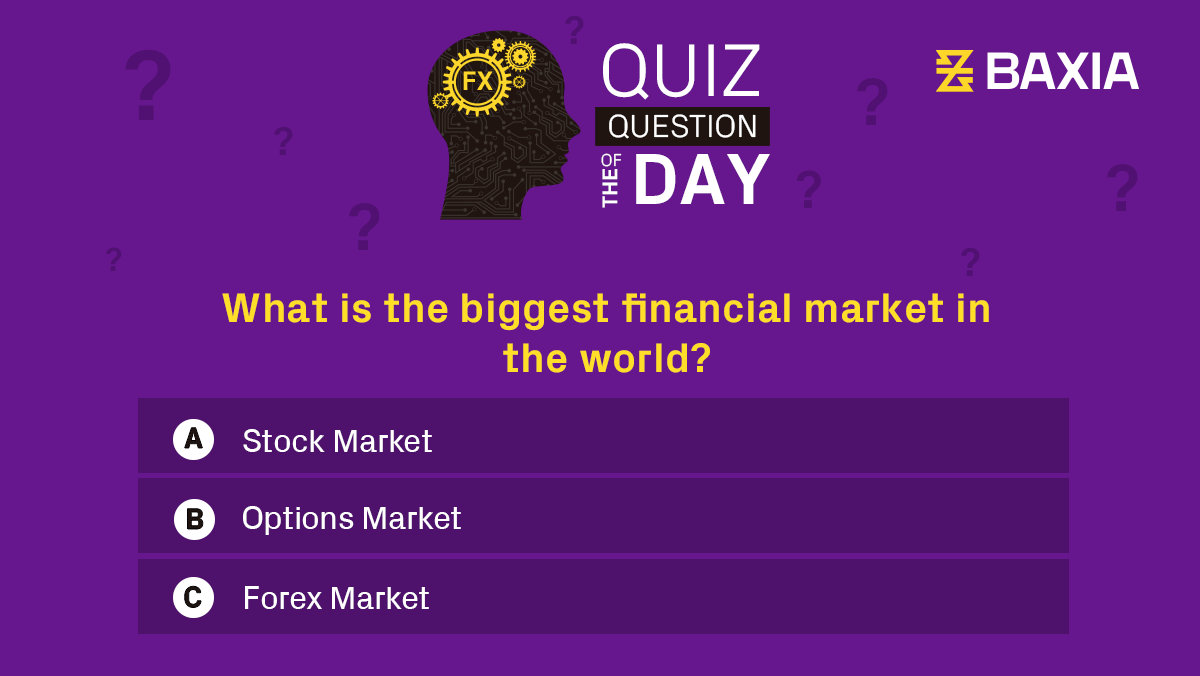 FX
QUIZ
QUESTION
OF THE
DAY
BAXIA
What is the biggest financial market in
the world?
A Stock Market
B Options Market
C Forex Market
? ? ? ? ? ? ? ? ? ?